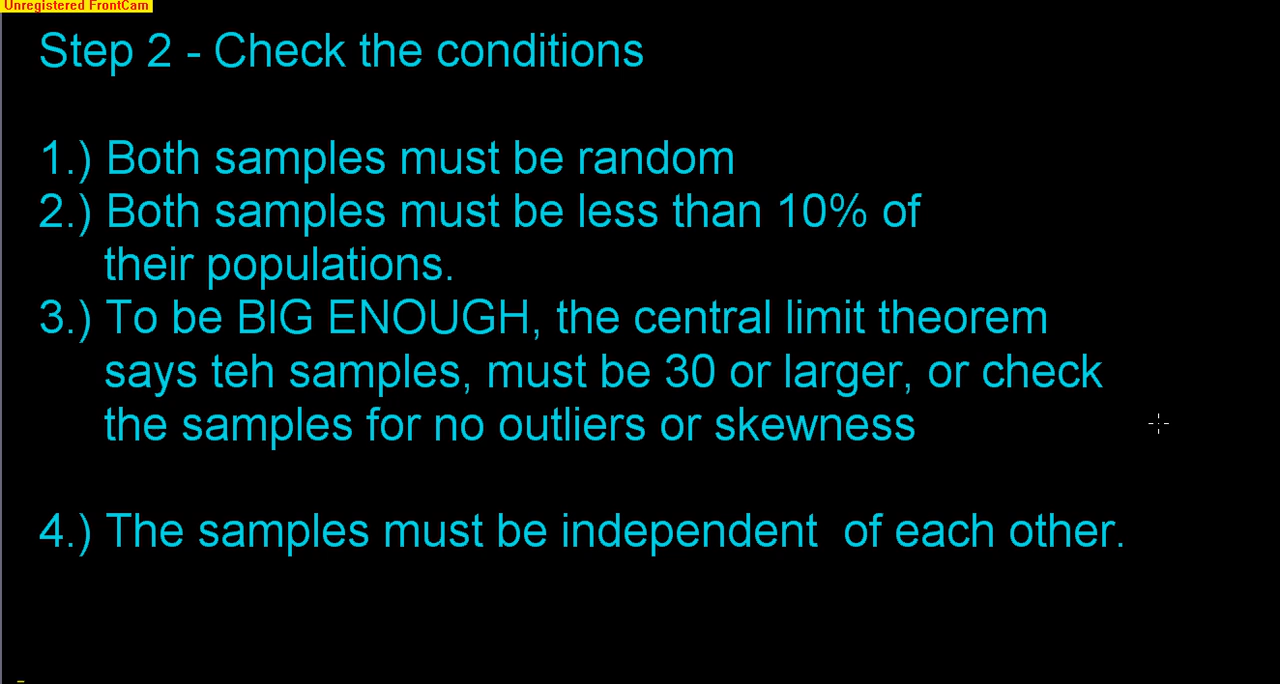 Unregistered FrontCam
Step 2 - Check the conditions
1.) Both samples must be random
2.) Both samples must be less than 10% of
their populations.
3.) To be BIG ENOUGH, the central limit theorem
says teh samples, must be 30 or larger, or check
the samples for no outliers or skewness
4.) The samples must be independent  of each other.